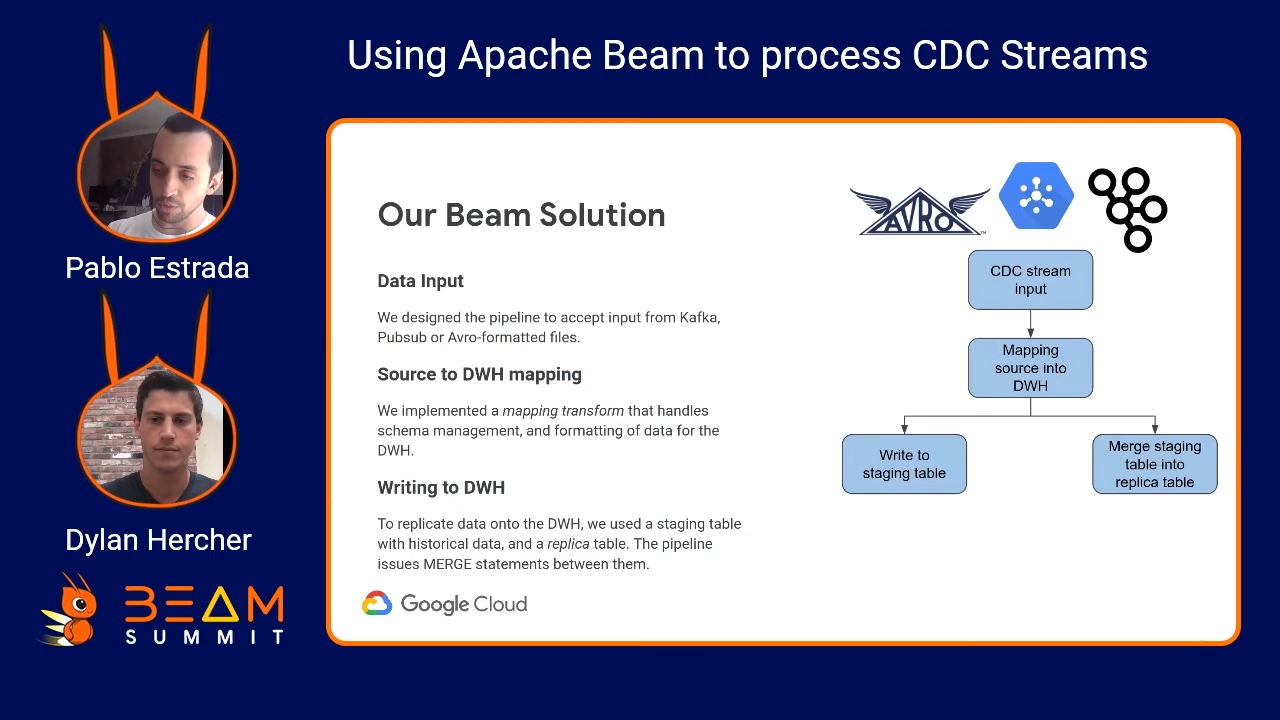 Using Apache Beam to process CDC Streams
Pablo Estrada
Dylan Hercher
BEAM
SUMMIT
Our Beam Solution
Data Input
We designed the pipeline to accept input from Kafka,
Pubsub or Avro-formatted files.
Source to DWH mapping
We implemented a mapping transform that handles
schema management, and formatting of data for the
DWH.
Writing to DWH
To replicate data onto the DWH, we used a staging table
with historical data, and a replica table. The pipeline
issues MERGE statements between them.
Google Cloud
AVRO
TM
CDC stream
input
Mapping
source into
DWH
Write to
staging table
Merge staging
table into
replica table